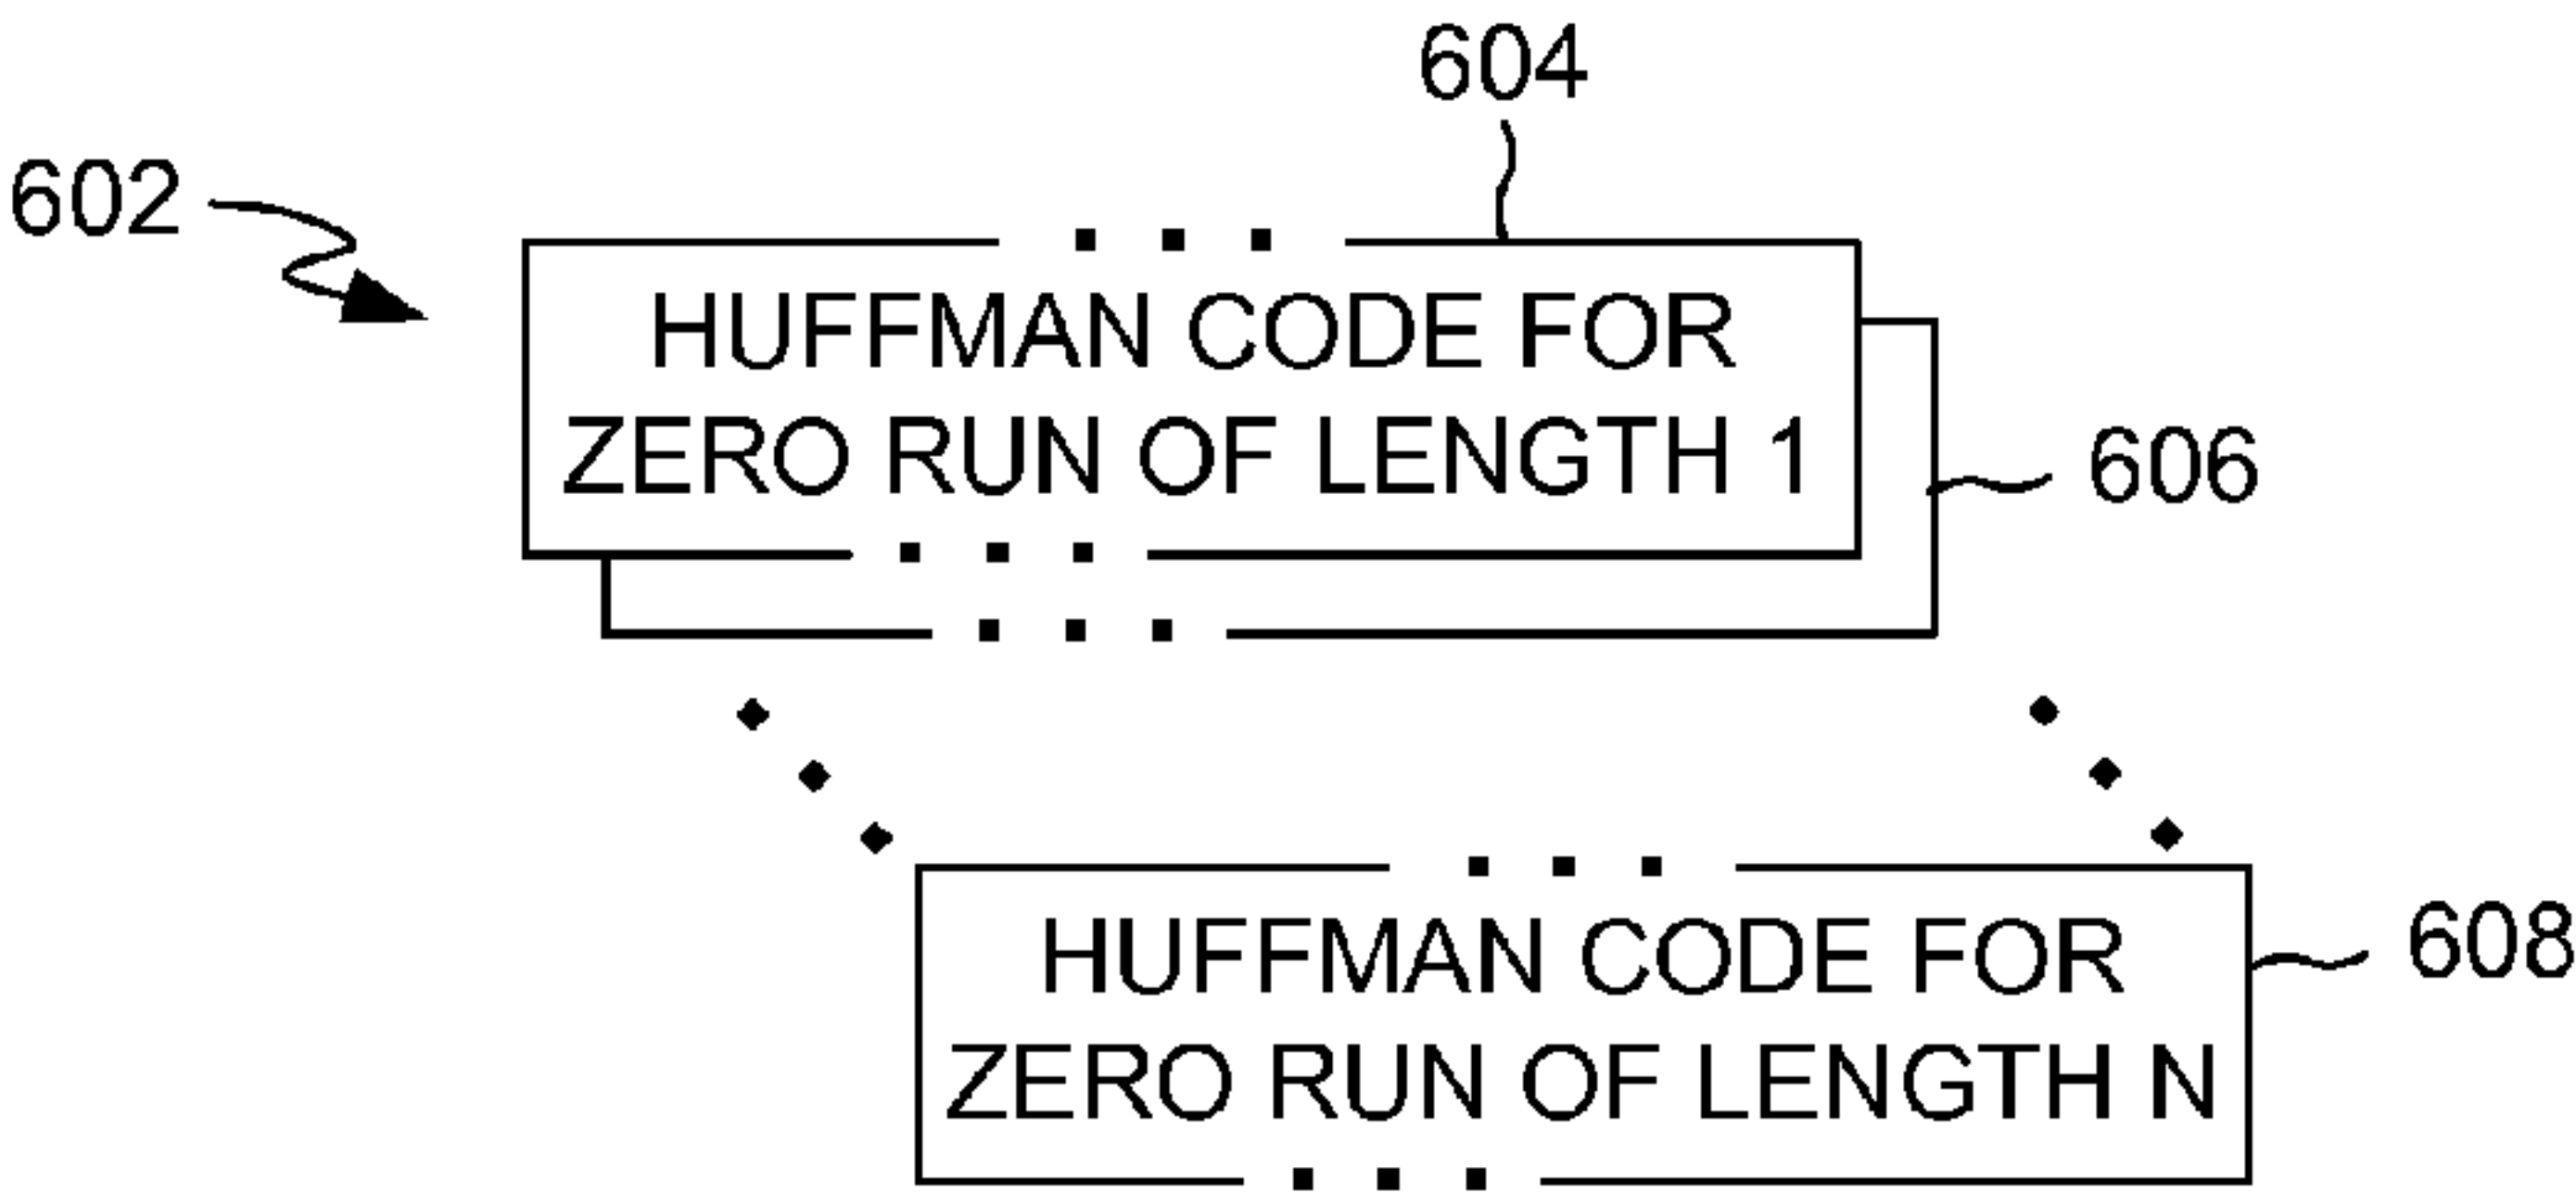 604
602
HUFFMAN CODE FOR
ZERO RUN OF LENGTH 1
606
HUFFMAN CODE FOR
ZERO RUN OF LENGTH N
608